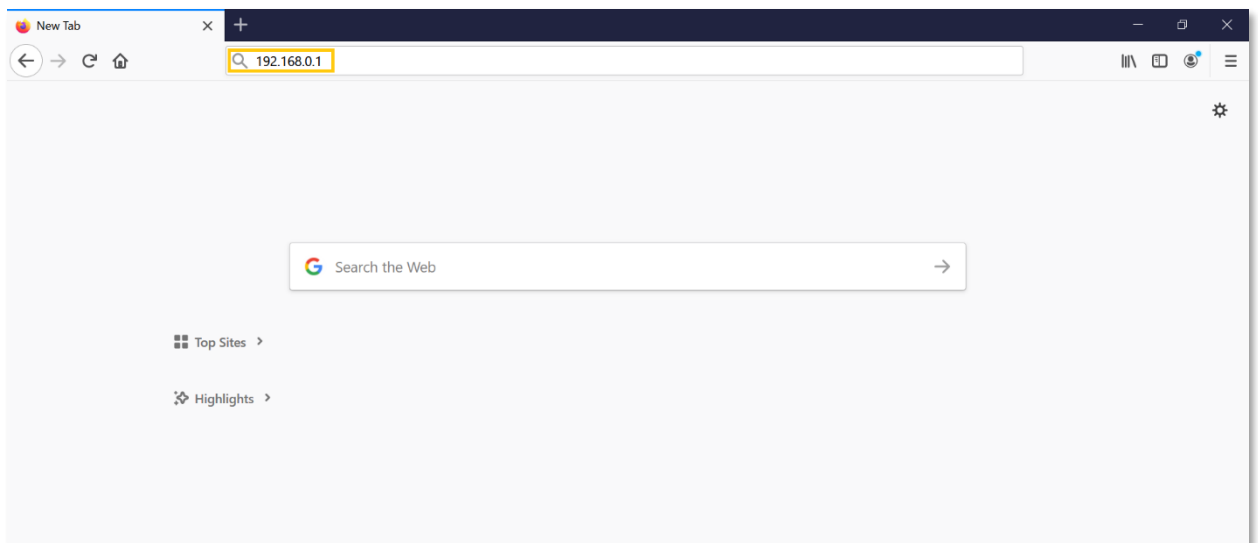 New Tab
192.168.0.1
Search the Web
Top Sites
Highlights